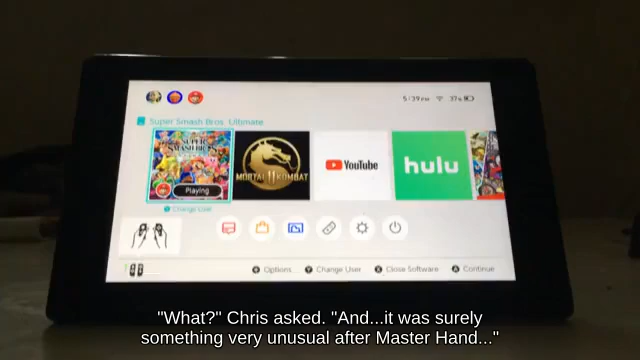 5:39 PM 37%
Super Smash Bros. Ultimate
SUPER
SMASH BROS
Playing
MORTAL KOMBAT
11
YouTube
hulu
Change User
Options
Change User
Close Software
Continue
"What?" Chris asked. "And...it was surely
something very unusual after Master Hand..."